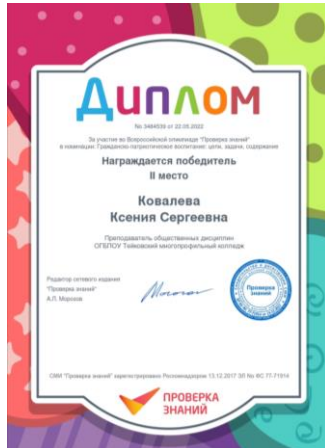 Диплом
No 3484539 от 22.05.2022
За участие во Всероссийской олимпиаде "Проверка знаний"
в номинации: Гражданско-патриотическое воспитание: цели, задачи, содержание
Награждается победитель
II место
Ковалева
Ксения Сергеевна
Преподаватель общественных дисциплин
ОГБПОУ Тейковский многопрофильный колледж
Редактор сетевого издания
"Проверка знаний"
А.П. Морозов
Проверка
знаний
СМИ "Проверка знаний" зарегистрировано Роскомнадзором 13.12.2017 ЭЛ No ФС 77-71914
ПРОВЕРКА
ЗНАНИЙ